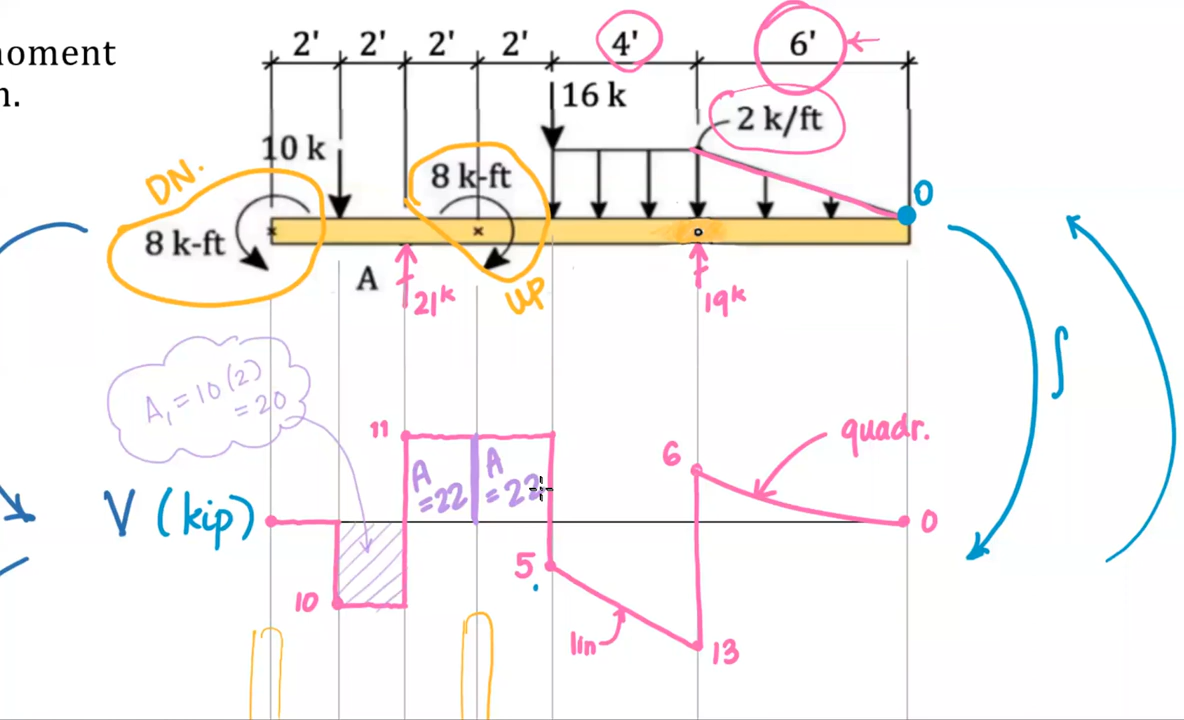 oment
n.
2' 2' 2' 2' 4' 6'
16 k
2 k/ft
10 k
DN.
8 k-ft
8 k-ft
0
A
21k
UP
19k
∫
A1 = 10(2)
= 20
11
6
quadr.
A
= 22
A
= 22
V (kip)
0
5
10
lin
13